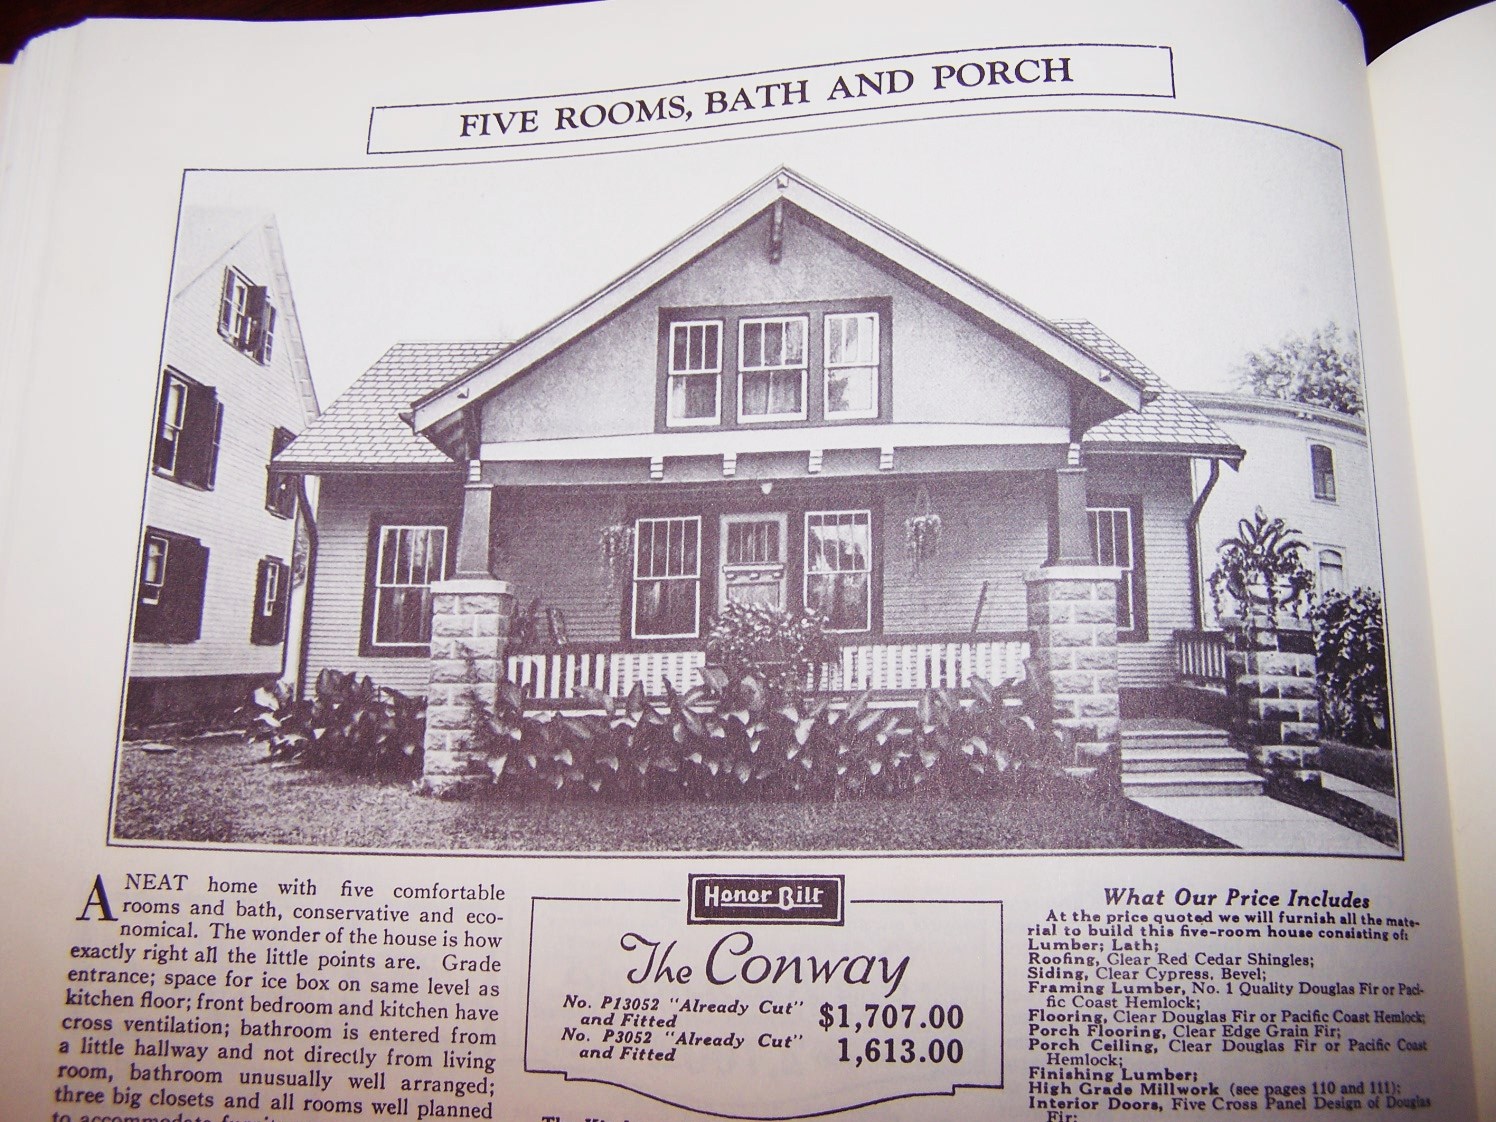 FIVE ROOMS, BATH AND PORCH
A NEAT home with five comfortable
rooms and bath, conservative and eco-
nomical. The wonder of the house is how
exactly right all the little points are. Grade
entrance; space for ice box on same level as
kitchen floor; front bedroom and kitchen have
cross ventilation; bathroom is entered from
a little hallway and not directly from living
room, bathroom unusually well arranged;
three big closets and all rooms well planned
to accommodate
Honor Bilt
The Conway
No. P13052 "Already Cut"
and Fitted $1,707.00
No. P3052 "Already Cut"
and Fitted 1,613.00
What Our Price Includes
At the price quoted we will furnish all the mate-
rial to build this five-room house consisting of:
Lumber; Lath;
Roofing, Clear Red Cedar Shingles;
Siding, Clear Cypress, Bevel;
Framing Lumber, No. 1 Quality Douglas Fir or Paci-
fic Coast Hemlock;
Flooring, Clear Douglas Fir or Pacific Coast Hemlock;
Porch Flooring, Clear Edge Grain Fir;
Porch Ceiling, Clear Douglas Fir or Pacific Coast
Hemlock;
Finishing Lumber;
High Grade Millwork (see pages 110 and 111);
Interior Doors, Five Cross Panel Design of Douglas
Fir;